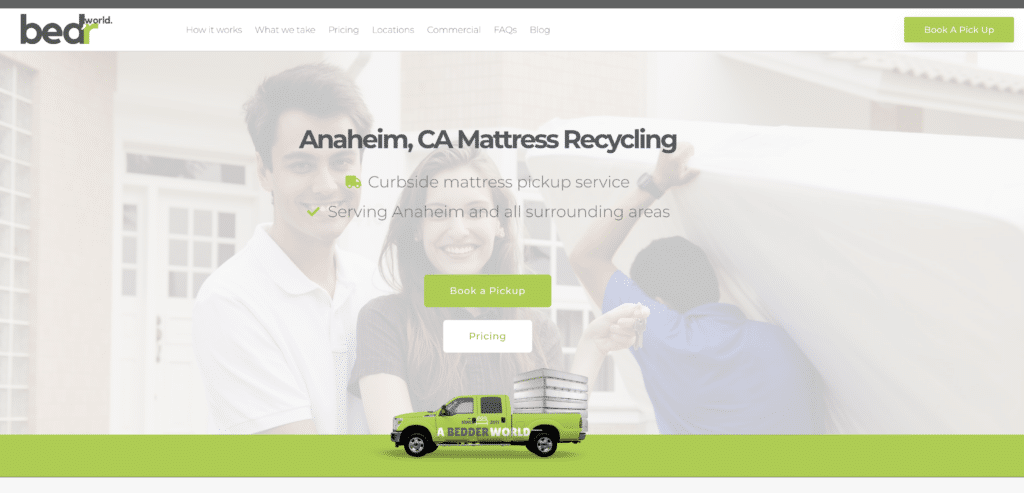 bedr world.
How it works
What we take
Pricing
Locations
Commercial
FAQs
Blog
Book A Pick Up
Anaheim, CA Mattress Recycling
Curbside mattress pickup service
Serving Anaheim and all surrounding areas
Book a Pickup
Pricing
A BEDDER WORLD